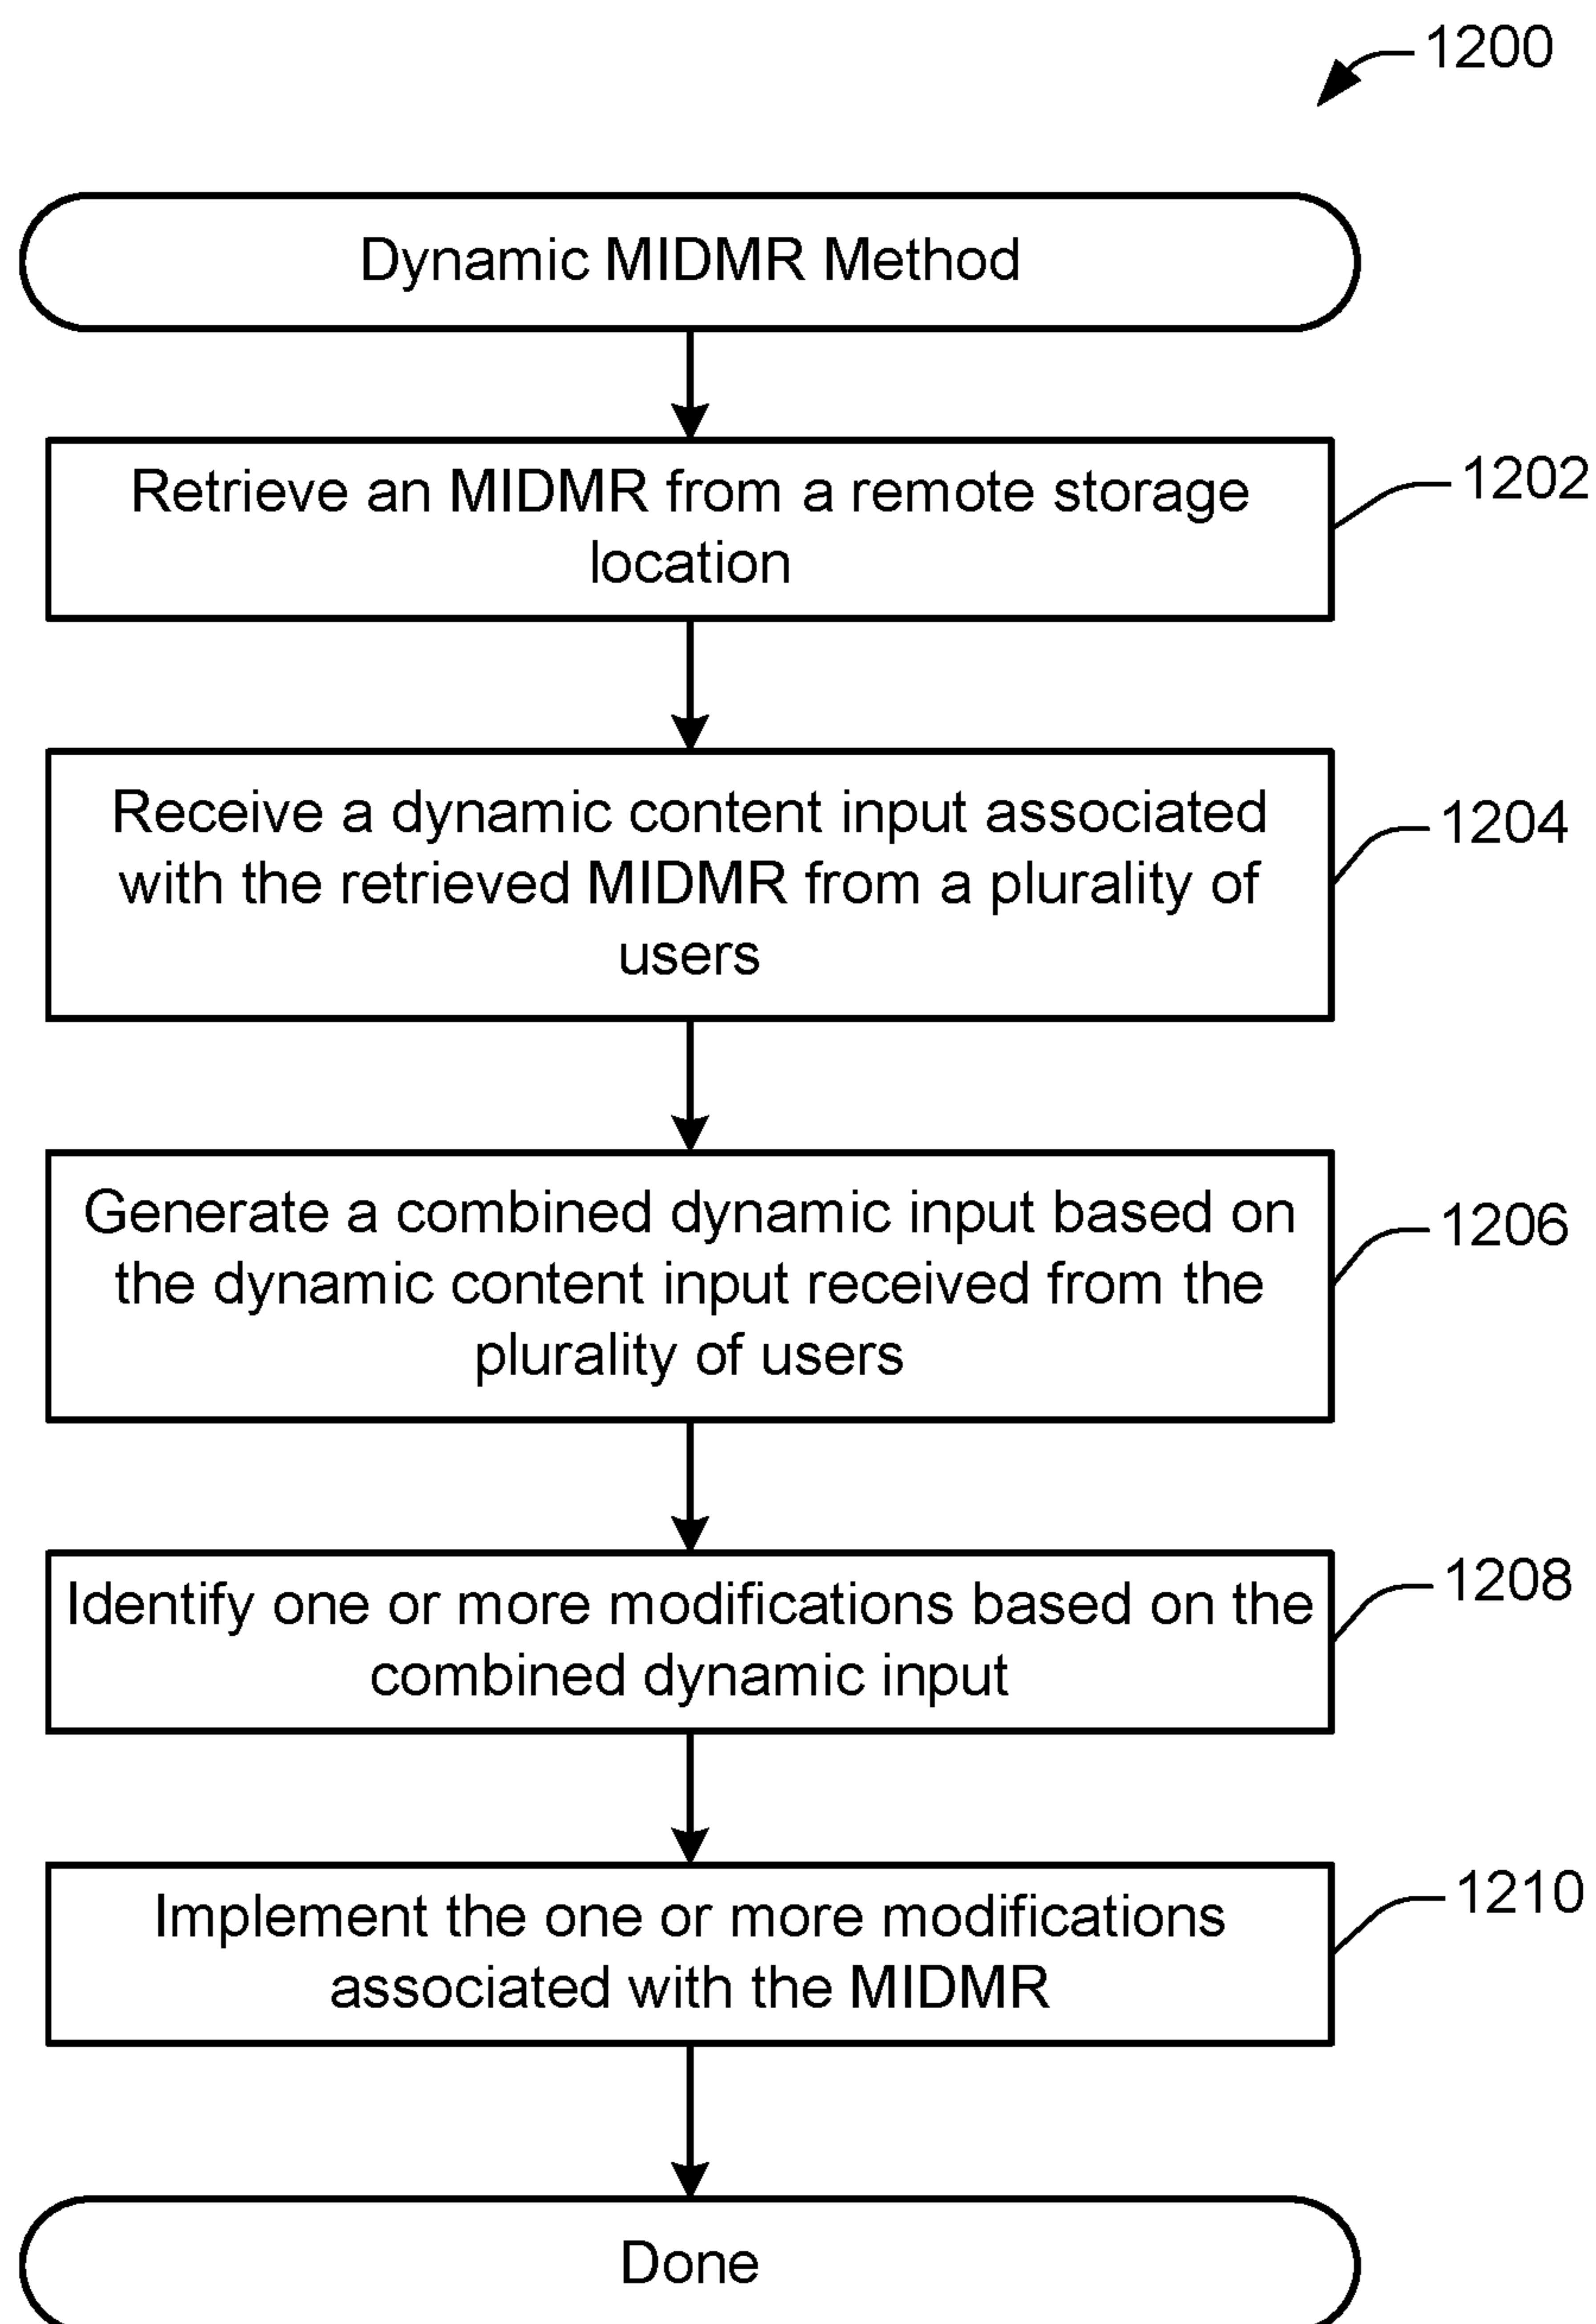 1200
Dynamic MIDMR Method
Retrieve an MIDMR from a remote storage
location
1202
Receive a dynamic content input associated
with the retrieved MIDMR from a plurality of
users
1204
Generate a combined dynamic input based on
the dynamic content input received from the
plurality of users
1206
Identify one or more modifications based on the
combined dynamic input
1208
Implement the one or more modifications
associated with the MIDMR
1210
Done